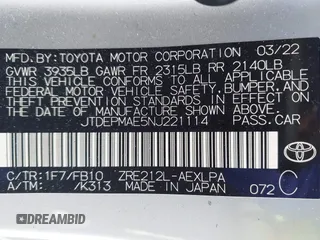 MFD.BY:TOYOTA MOTOR CORPORATION 03/22
GVWR 3935LB GAWR FR 2315LB RR 2140LB
THIS VEHICLE CONFORMS TO ALL APPLICABLE
FEDERAL MOTOR VEHICLE SAFETY, BUMPER, AND
THEFT PREVENTION STANDARDS IN EFFECT ON
THE DATE OF MANUFACTURE SHOWN ABOVE.
JTDEPMAE5NJ221114 PASS.CAR
C/TR:1F7/FB10 ZRE212L-AEXLPA
A/TM: /K313 MADE IN JAPAN 072 C
TOYOTA
DREAMBID